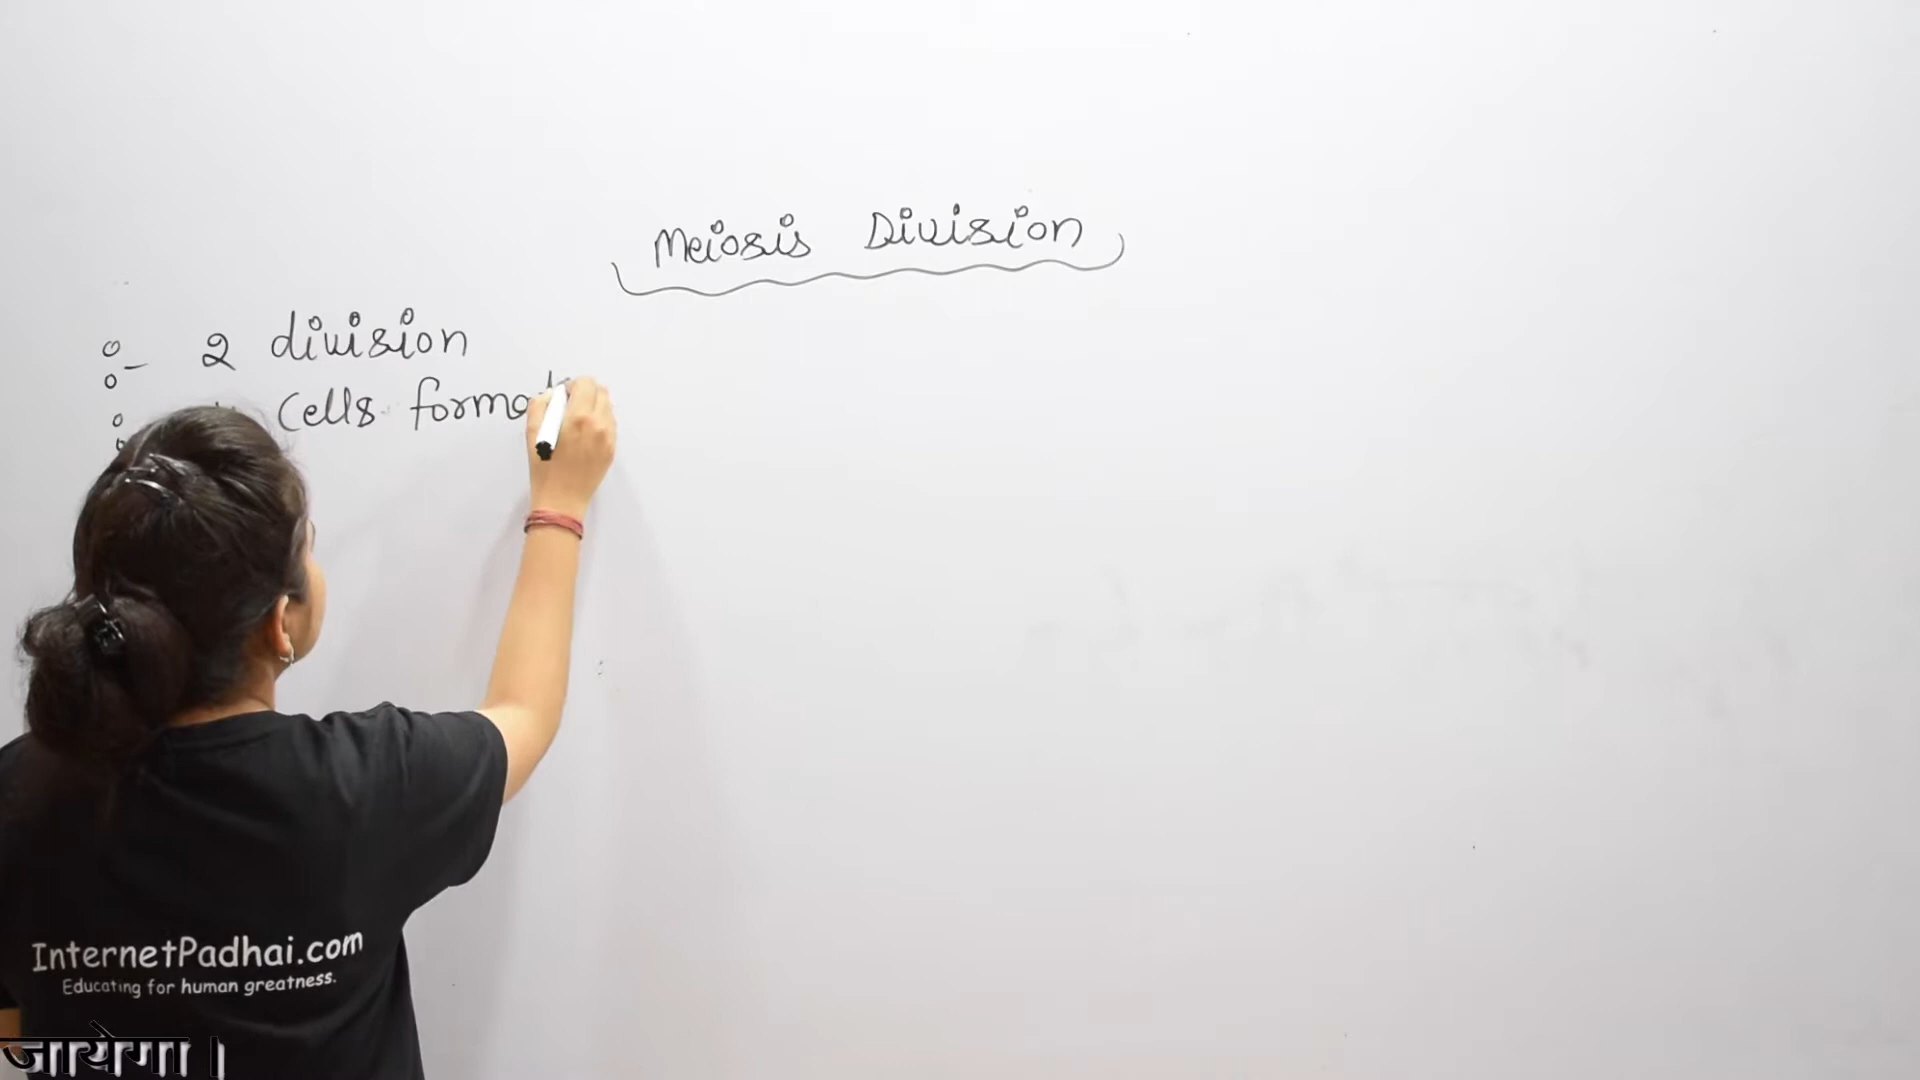 Meiosis Division
2 division
Cells format
InternetPadhai.com
Educating for human greatness.
जायेगा।